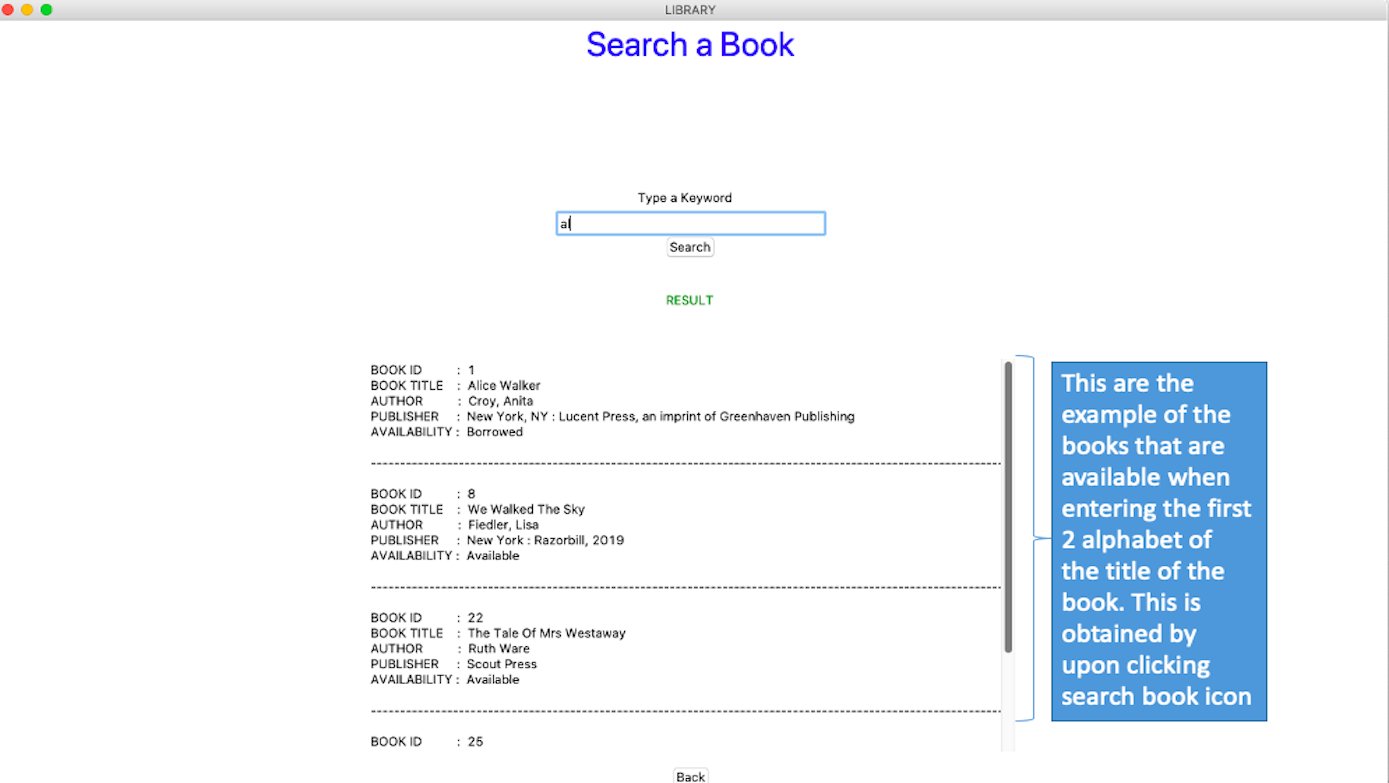 LIBRARY
Search a Book
Type a Keyword
al
Search
RESULT
BOOK ID : 1
BOOK TITLE : Alice Walker
AUTHOR : Croy, Anita
PUBLISHER : New York, NY : Lucent Press, an imprint of Greenhaven Publishing
AVAILABILITY : Borrowed
BOOK ID : 8
BOOK TITLE : We Walked The Sky
AUTHOR : Fiedler, Lisa
PUBLISHER : New York : Razorbill, 2019
AVAILABILITY : Available
BOOK ID : 22
BOOK TITLE : The Tale Of Mrs Westaway
AUTHOR : Ruth Ware
PUBLISHER : Scout Press
AVAILABILITY : Available
BOOK ID : 25
Back
This are the
example of the
books that are
available when
entering the first
2 alphabet of
the title of the
book. This is
obtained by
upon clicking
search book icon